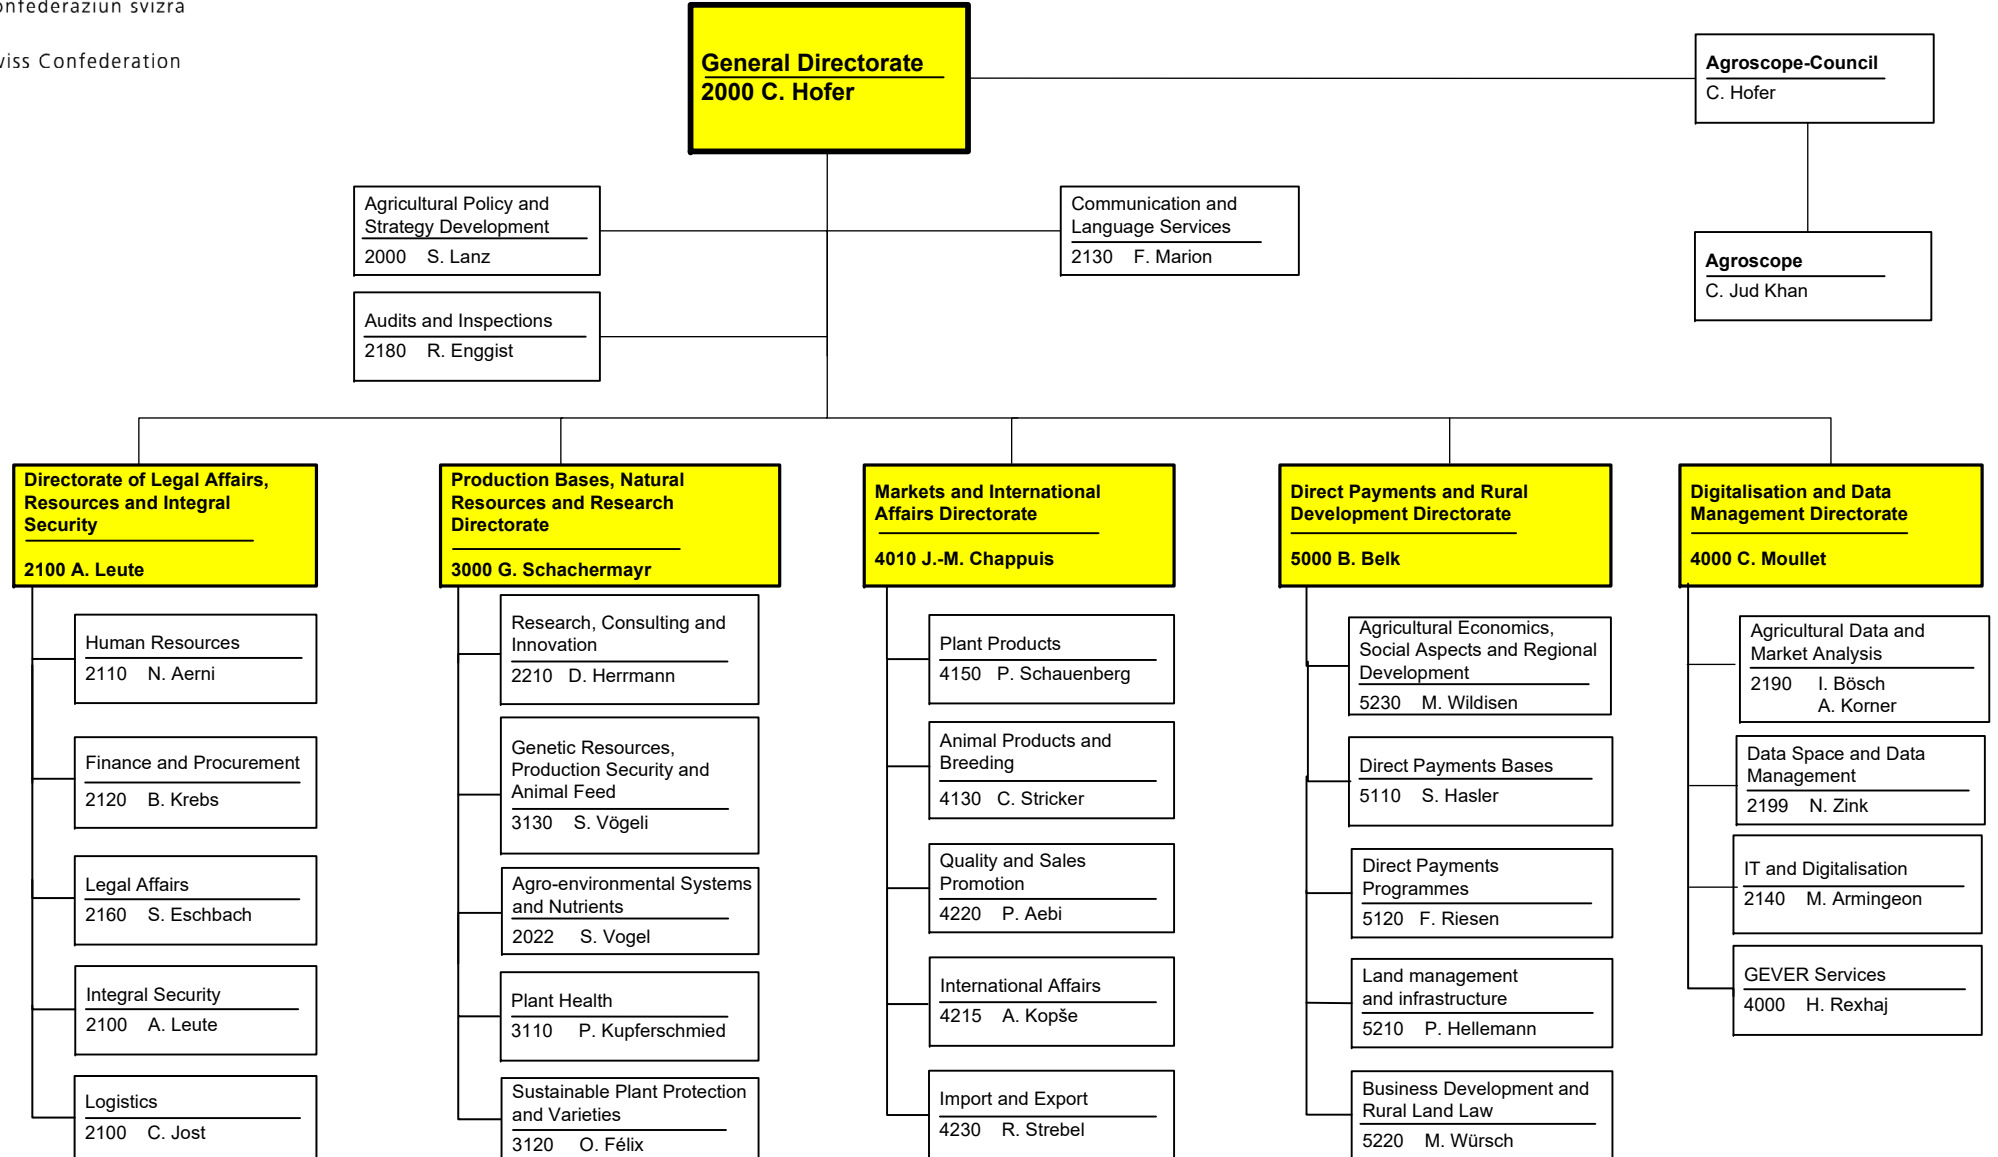 Swiss Confederation
General Directorate
2000 C. Hofer
Agroscope-Council
C. Hofer
Agricultural Policy and
Strategy Development
2000 S. Lanz
Communication and
Language Services
2130 F. Marion
Agroscope
C. Jud Khan
Audits and Inspections
2180 R. Enggist
Directorate of Legal Affairs,
Resources and Integral
Security
2100 A. Leute
Human Resources
2110 N. Aerni
Finance and Procurement
2120 B. Krebs
Legal Affairs
2160 S. Eschbach
Integral Security
2100 A. Leute
Logistics
2100 C. Jost
Production Bases, Natural
Resources and Research
Directorate
3000 G. Schachermayr
Research, Consulting and
Innovation
2210 D. Herrmann
Genetic Resources,
Production Security and
Animal Feed
3130 S. Vögeli
Agro-environmental Systems
and Nutrients
2022 S. Vogel
Plant Health
3110 P. Kupferschmied
Sustainable Plant Protection
and Varieties
3120 O. Félix
Markets and International
Affairs Directorate
4010 J.-M. Chappuis
Plant Products
4150 P. Schauenberg
Animal Products and
Breeding
4130 C. Stricker
Quality and Sales
Promotion
4220 P. Aebi
International Affairs
4215 A. Kopše
Import and Export
4230 R. Strebel
Direct Payments and Rural
Development Directorate
5000 B. Belk
Agricultural Economics,
Social Aspects and Regional
Development
5230 M. Wildisen
Direct Payments Bases
5110 S. Hasler
Direct Payments
Programmes
5120 F. Riesen
Land management
and infrastructure
5210 P. Hellemann
Business Development and
Rural Land Law
5220 M. Würsch
Digitalisation and Data
Management Directorate
4000 C. Moullet
Agricultural Data and
Market Analysis
2190 I. Bösch
A. Korner
Data Space and Data
Management
2199 N. Zink
IT and Digitalisation
2140 M. Armingeon
GEVER Services
4000 H. Rexhaj